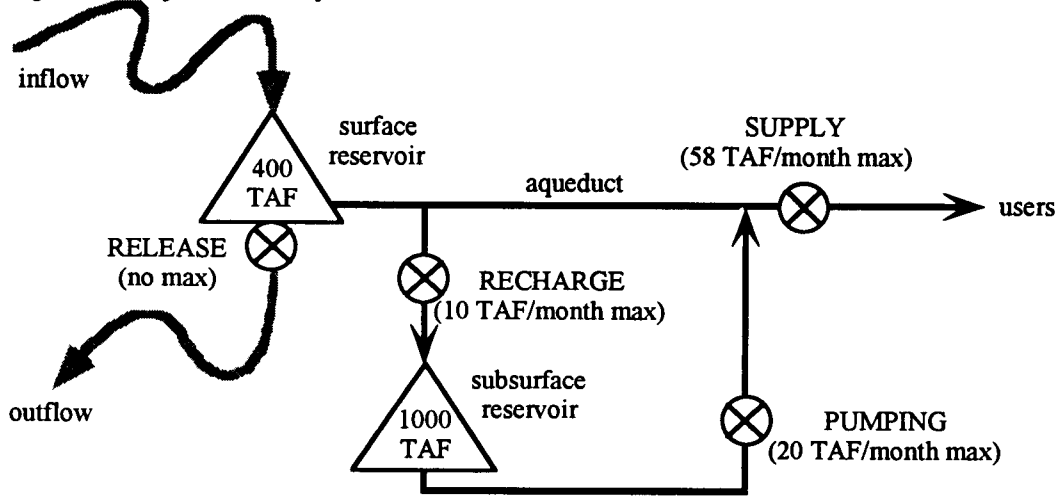 inflow
surface
reservoir
400
TAF
SUPPLY
(58 TAF/month max)
aqueduct
users
RELEASE
(no max)
RECHARGE
(10 TAF/month max)
outflow
subsurface
reservoir
1000
TAF
PUMPING
(20 TAF/month max)